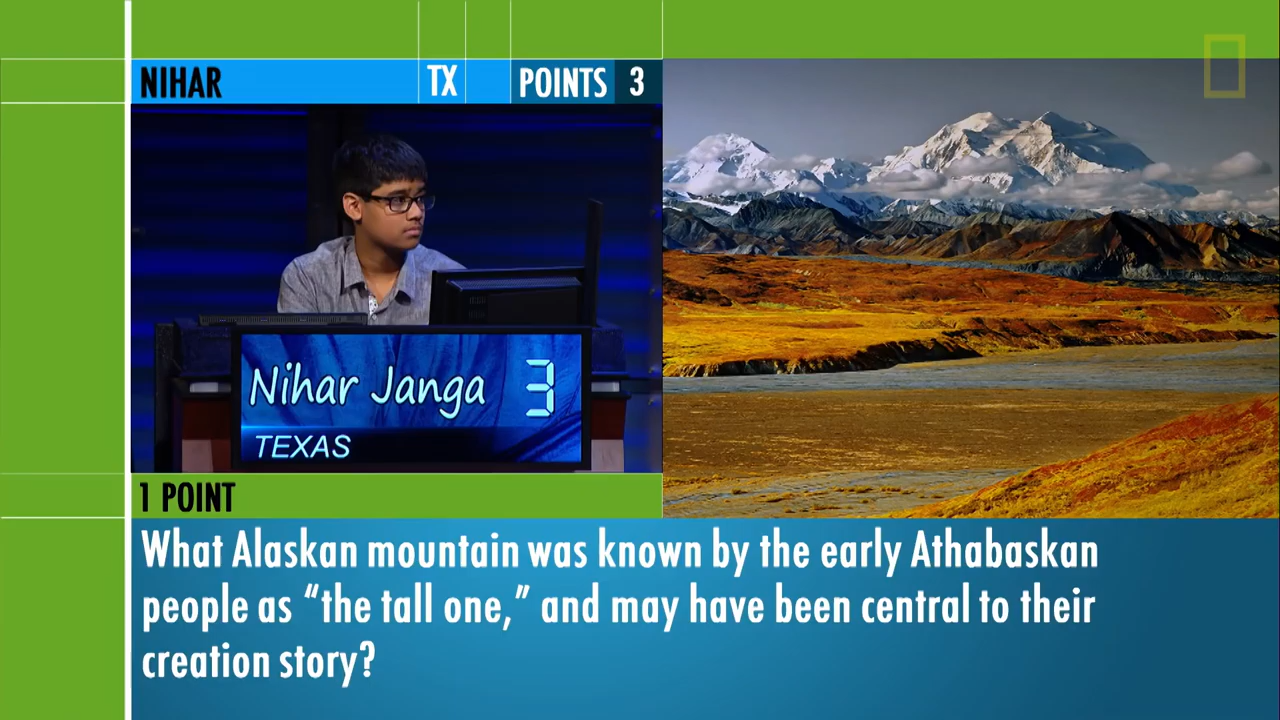 NIHAR TX POINTS 3
Nihar Janga 3
TEXAS
1 POINT
What Alaskan mountain was known by the early Athabaskan
people as “the tall one,” and may have been central to their
creation story?